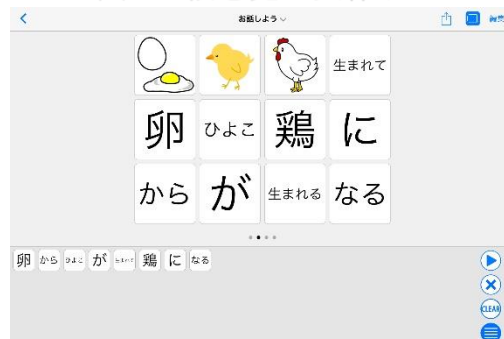 お話しよう
生まれて
卵 ひよこ 鶏 に
から が 生まれる なる
卵 から ひよこ が 生まれて 鶏 に なる
CLEAR